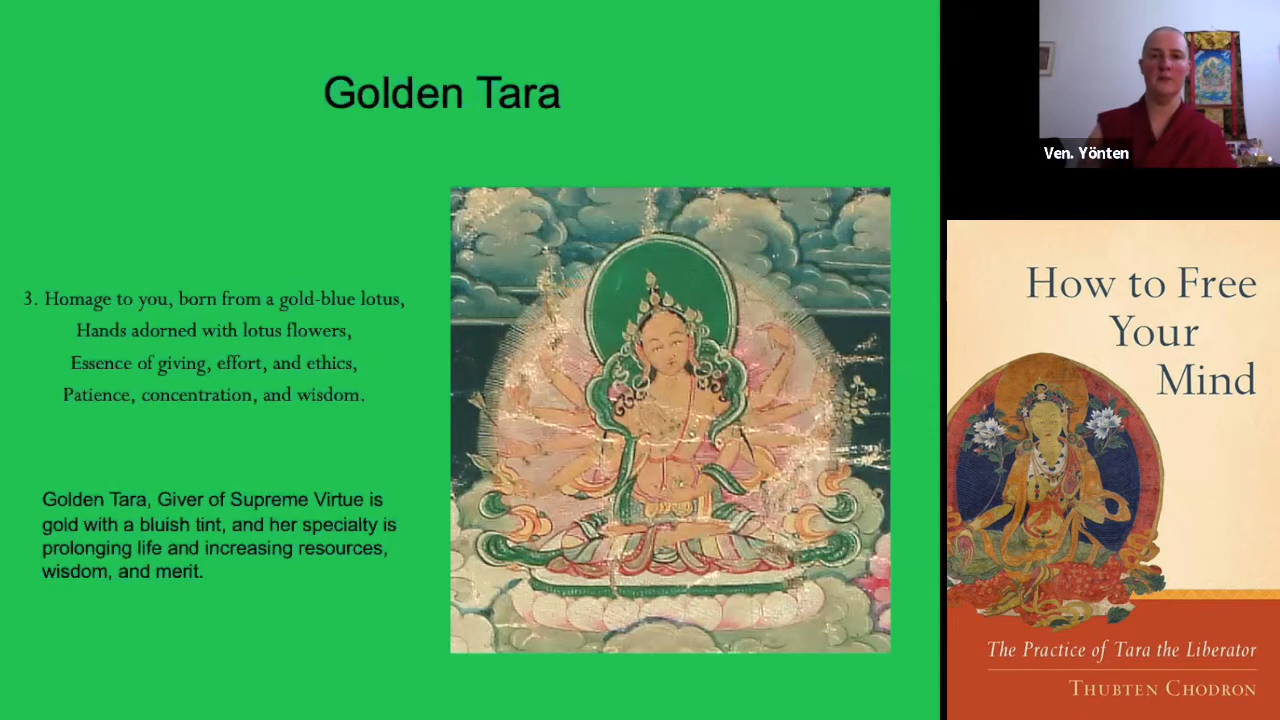 Golden Tara
3. Homage to you, born from a gold-blue lotus,
Hands adorned with lotus flowers,
Essence of giving, effort, and ethics,
Patience, concentration, and wisdom.
Golden Tara, Giver of Supreme Virtue is
gold with a bluish tint, and her specialty is
prolonging life and increasing resources,
wisdom, and merit.
Ven. Yönten
How to Free
Your
Mind
The Practice of Tara the Liberator
THUBTEN CHODRON